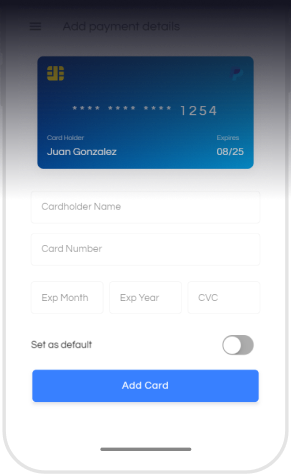 Add payment details
**** **** **** 1254
Card Holder
Expires
Juan Gonzalez
08/25
Cardholder Name
Card Number
Exp Month
Exp Year
CVC
Set as default
Add Card